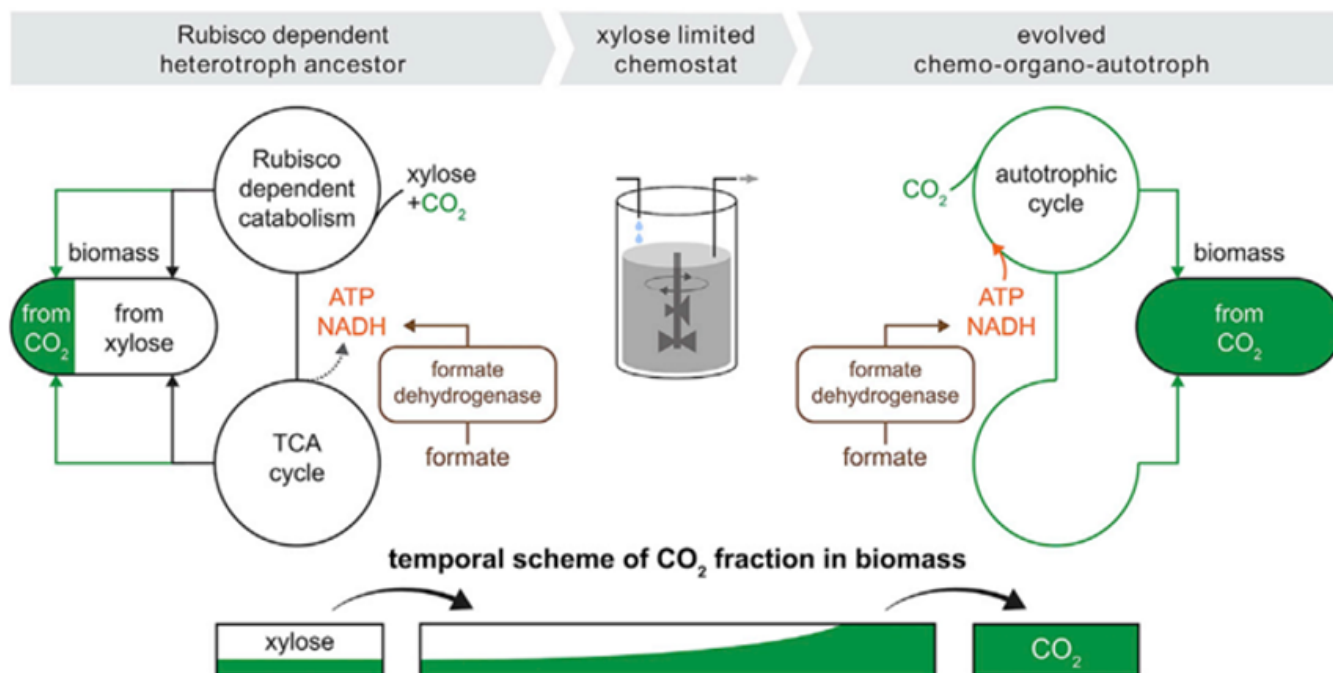 Rubisco dependent
heterotroph ancestor
xylose limited
chemostat
evolved
chemo-organo-autotroph
Rubisco
dependent
catabolism
xylose
+CO₂
biomass
from
CO₂
from
xylose
ATP
NADH
formate
dehydrogenase
formate
TCA
cycle
CO₂
autotrophic
cycle
biomass
ATP
NADH
from
CO₂
formate
dehydrogenase
formate
temporal scheme of CO₂ fraction in biomass
xylose
CO₂